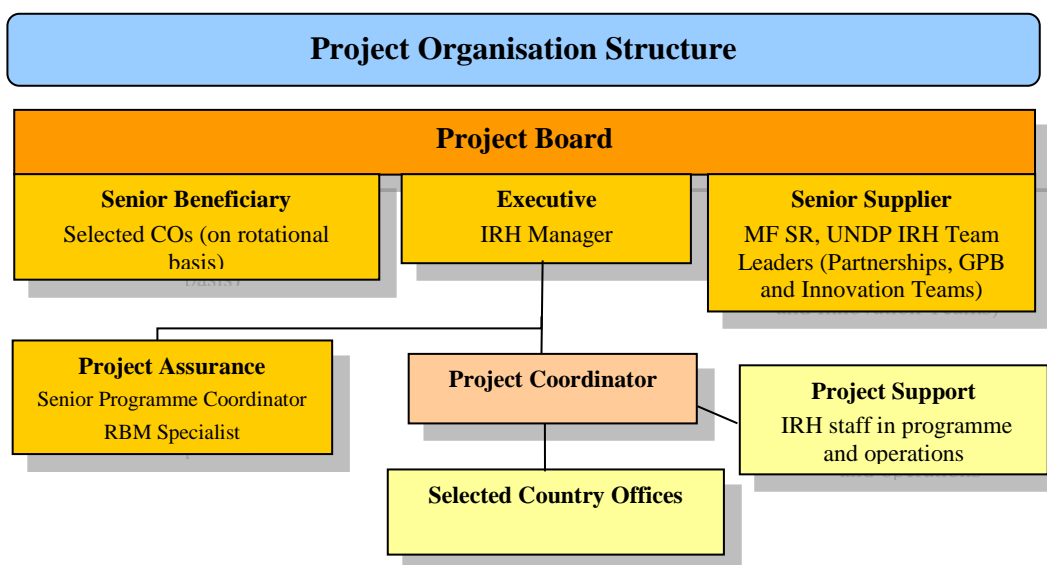 Project Organisation Structure
Project Board
Senior Beneficiary
Selected COs (on rotational
basis)
Executive
IRH Manager
Senior Supplier
MF SR, UNDP IRH Team
Leaders (Partnerships, GPB
and Innovation Teams)
Project Assurance
Senior Programme Coordinator
RBM Specialist
Project Coordinator
Project Support
IRH staff in programme
and operations
Selected Country Offices